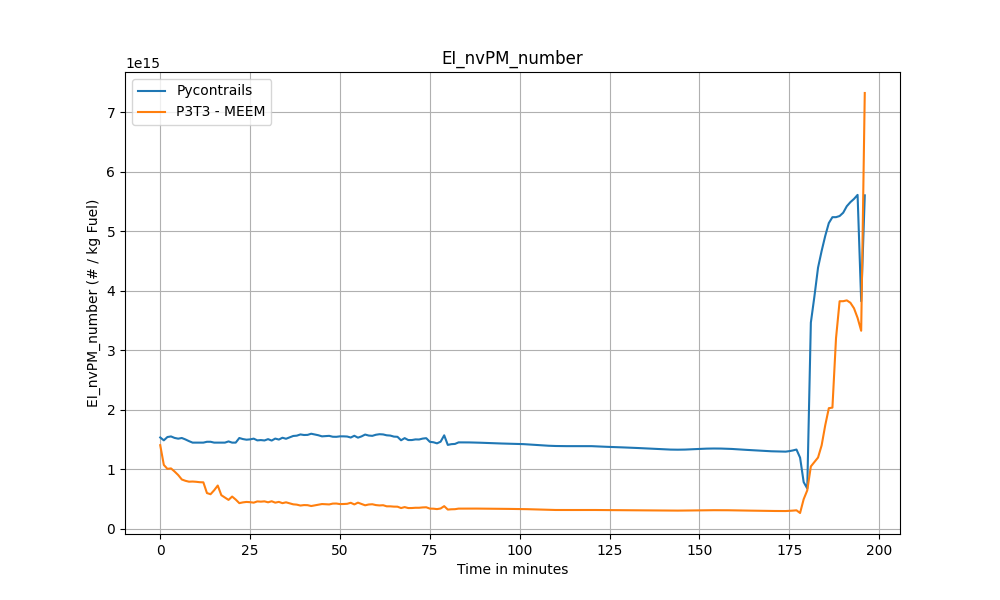 EI_nvPM_number
1e15
Pycontrails
P3T3 - MEEM
EI_nvPM_number (# / kg Fuel)
7
6
5
4
3
2
1
0
0 25 50 75 100 125 150 175 200
Time in minutes